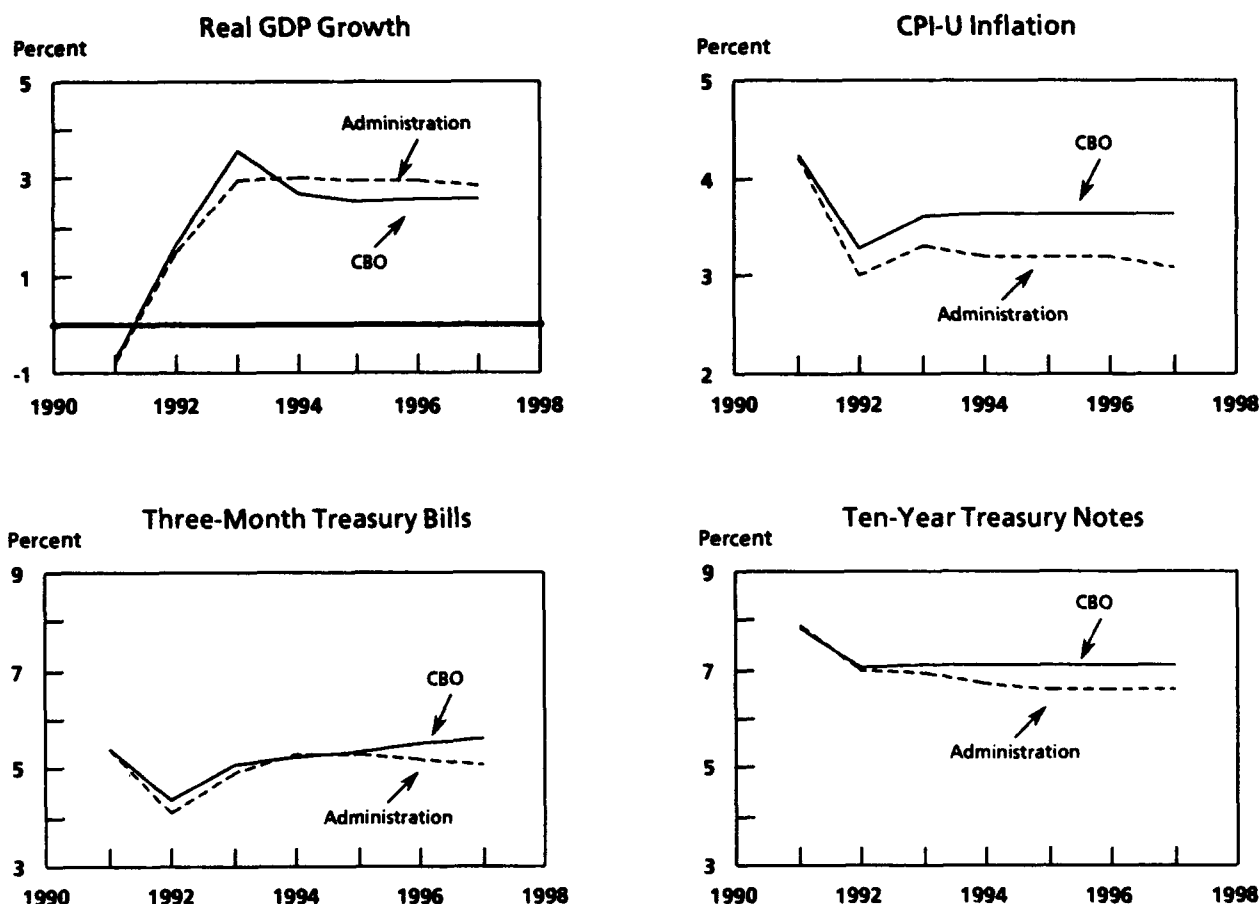 Real GDP Growth
Percent
5
3
1
-1
1990 1992 1994 1996 1998
Administration
CBO
CPI-U Inflation
Percent
5
4
3
2
1990 1992 1994 1996 1998
CBO
Administration
Three-Month Treasury Bills
Percent
9
7
5
3
1990 1992 1994 1996 1998
CBO
Administration
Ten-Year Treasury Notes
Percent
9
7
5
3
1990 1992 1994 1996 1998
CBO
Administration